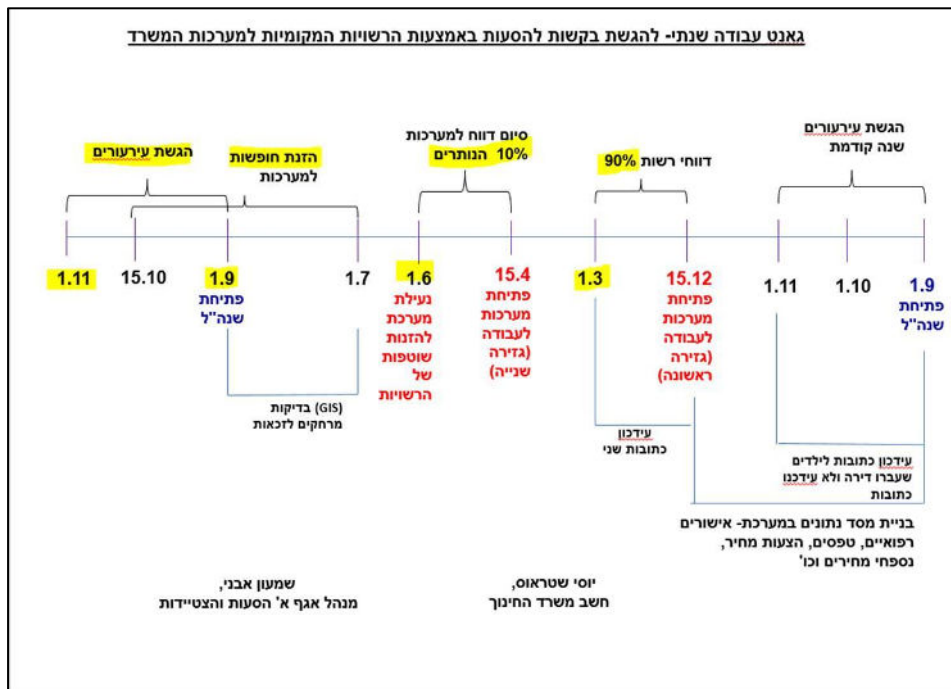 גאנט עבודה שנתי- להגשת בקשות להסעות באמצעות הרשויות המקומיות למערכות המשרד
הגשת עירעורים
שנה קודמת
דווחי רשות 90%
סיום דווח למערכות
10% הנותרים
הזנת חופשות
למערכות
הגשת עירעורים
1.9
פתיחת
שנה"ל
1.10
1.11
15.12
פתיחת
מערכות
לעבודה
(גזירה
ראשונה)
1.3
15.4
פתיחת
מערכות
לעבודה
(גזירה
שנייה)
1.6
נעילת
מערכת
להזנות
שוטפות
של
הרשויות
1.7
1.9
פתיחת
שנה"ל
15.10
1.11
עידכון כתובות לילדים
שעברו דירה ולא עידכנו
כתובות
עידכון
כתובות שני
(GIS) בדיקות
מרחקים לזכאות
בניית מסד נתונים במערכת- אישורים
רפואיים, טפסים, הצעות מחיר,
נספחי מחירים וכו'
יוסי שטראוס,
חשב משרד החינוך
שמעון אבני,
מנהל אגף א' הסעות והצטיידות